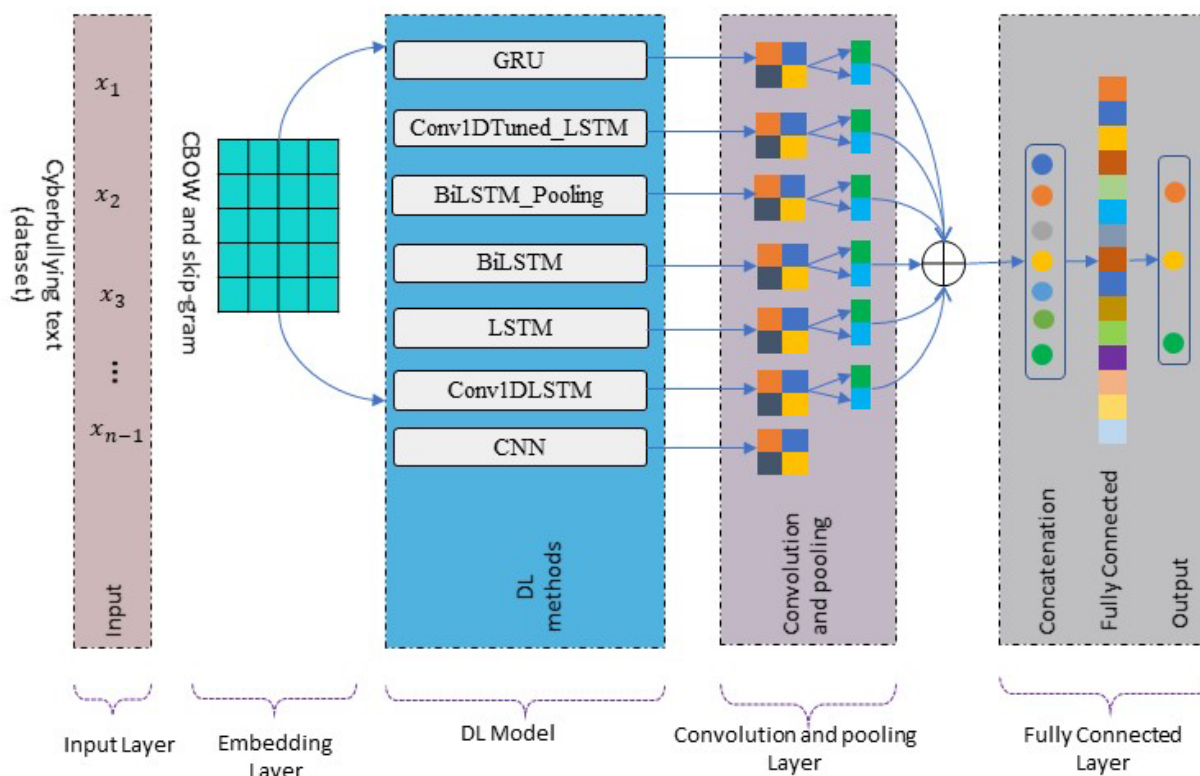 Cyberbullying text
(dataset)
x₁
x₂
x₃
...
xₙ₋₁
Input
CBOW and skip-gram
GRU
Conv1DTuned_LSTM
BiLSTM_Pooling
BiLSTM
LSTM
Conv1DLSTM
CNN
DL
methods
Convolution
and pooling
Concatenation
Fully Connected
Output
Input Layer
Embedding
Layer
DL Model
Convolution and pooling
Layer
Fully Connected
Layer